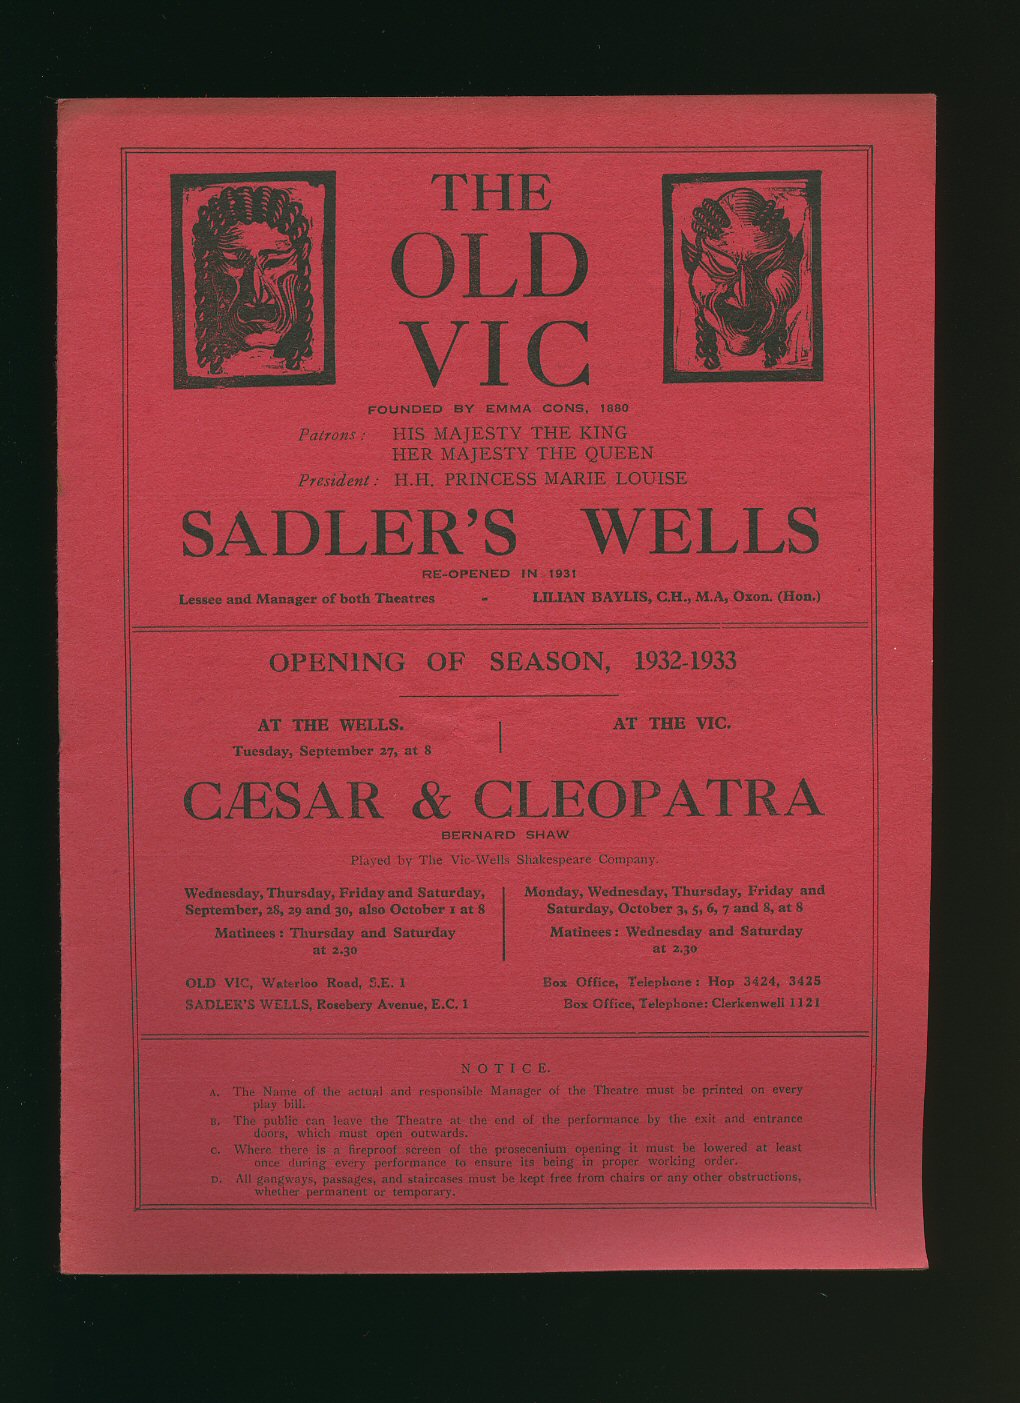 THE
OLD
VIC
FOUNDED BY EMMA CONS, 1880
Patrons : HIS MAJESTY THE KING
HER MAJESTY THE QUEEN
President : H.H. PRINCESS MARIE LOUISE
SADLER'S WELLS
RE-OPENED IN 1931
Lessee and Manager of both Theatres - LILIAN BAYLIS, C.H., M.A, Oxon. (Hon.)
OPENING OF SEASON, 1932-1933
AT THE WELLS.
Tuesday, September 27, at 8
AT THE VIC.
CÆSAR & CLEOPATRA
BERNARD SHAW
Played by The Vic-Wells Shakespeare Company.
Wednesday, Thursday, Friday and Saturday,
September, 28, 29 and 30, also October 1 at 8
Matinees : Thursday and Saturday
at 2.30
Monday, Wednesday, Thursday, Friday and
Saturday, October 3, 5, 6, 7 and 8, at 8
Matinees : Wednesday and Saturday
at 2.30
OLD VIC, Waterloo Road, S.E. 1 Box Office, Telephone : Hop 3424, 3425
SADLER'S WELLS, Rosebery Avenue, E.C. 1 Box Office, Telephone: Clerkenwell 1121
NOTICE.
A. The Name of the actual and responsible Manager of the Theatre must be printed on every
play bill.
B. The public can leave the Theatre at the end of the performance by the exit and entrance
doors, which must open outwards.
C. Where there is a fireproof screen of the prosecenium opening it must be lowered at least
once during every performance to ensure its being in proper working order.
D. All gangways, passages, and staircases must be kept free from chairs or any other obstructions,
whether permanent or temporary.